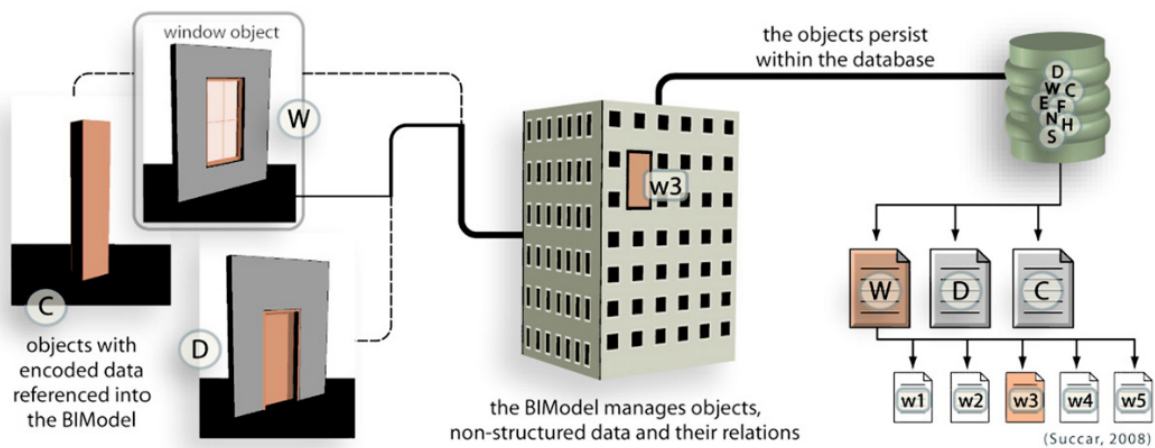 window object
W
C
objects with
encoded data
referenced into
the BIModel
D
w3
the BIModel manages objects,
non-structured data and their relations
the objects persist
within the database
D
W C
E F
N H
S
W D C
w1 w2 w3 w4 w5
(Succar, 2008)